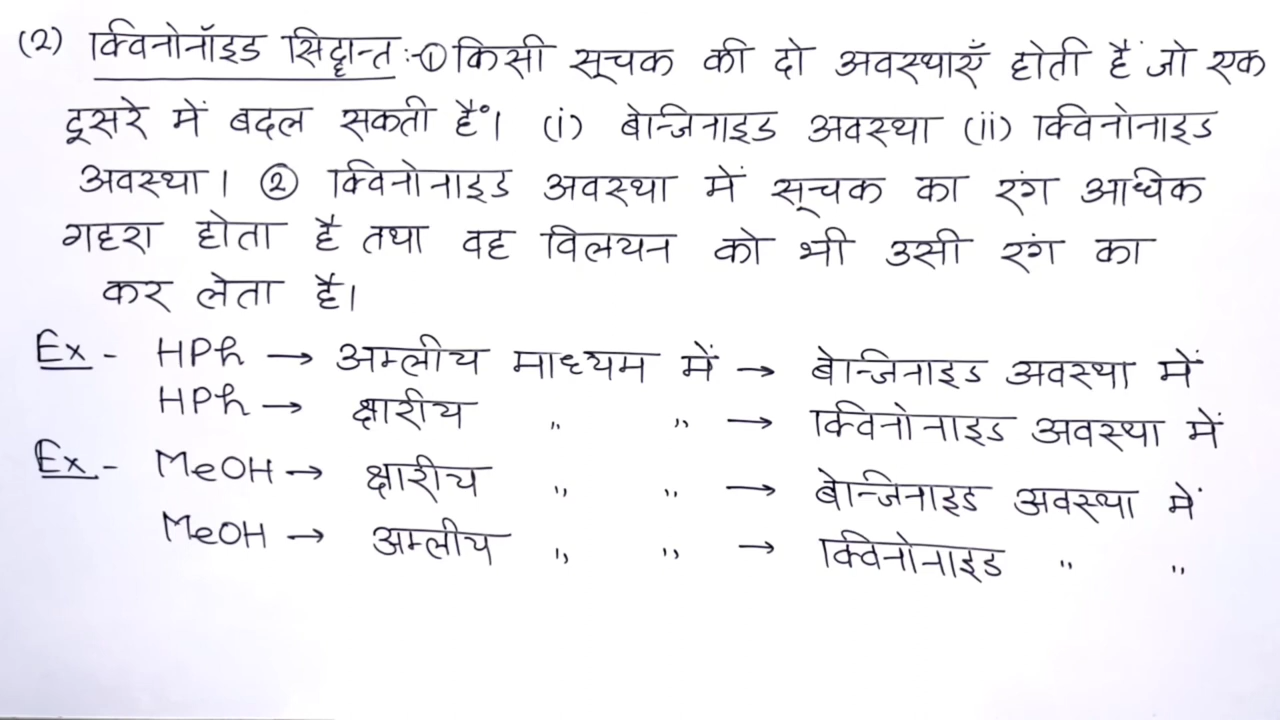 (2) क्विनोनॉइड सिद्धान्त:-① किसी सूचक की दो अवस्थाएँ होती हैं जो एक
दूसरे में बदल सकती हैं। (i) बेन्जिनाइड अवस्था (ii) क्विनोनाइड
अवस्था। ② क्विनोनाइड अवस्था में सूचक का रंग अधिक
गहरा होता है तथा वह विलयन को भी उसी रंग का
कर लेता है।
Ex - HPh → अम्लीय माध्यम में → बेन्जिनाइड अवस्था में
HPh → क्षारीय " " → क्विनोनाइड अवस्था में
Ex - MeOH → क्षारीय " " → बेन्जिनाइड अवस्था में
MeOH → अम्लीय " " → क्विनोनाइड " "